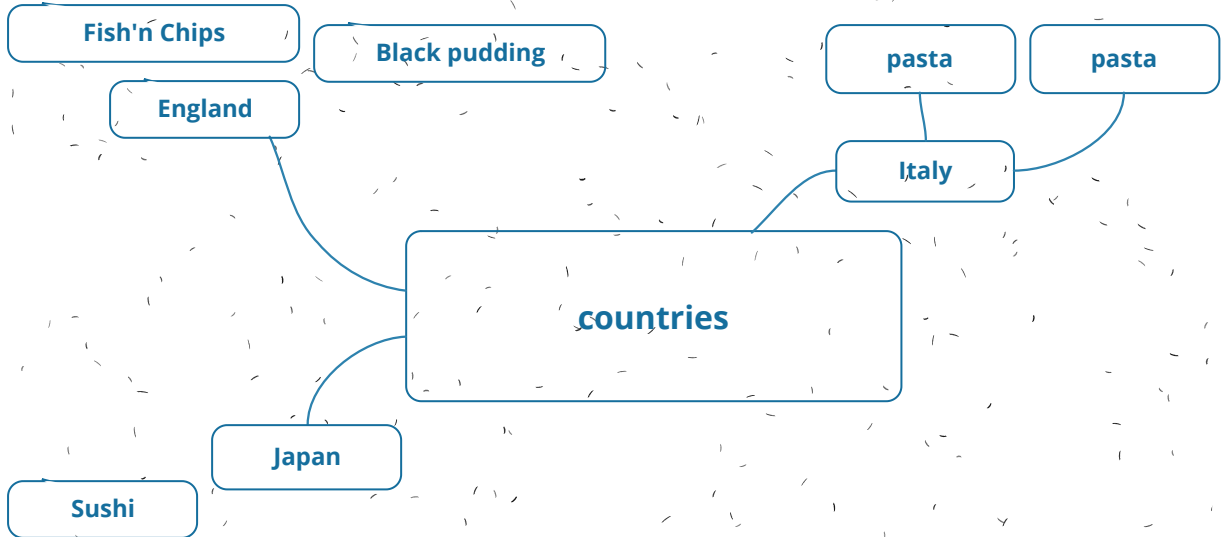 Fish'n Chips
Black pudding
pasta
pasta
England
Italy
countries
Japan
Sushi